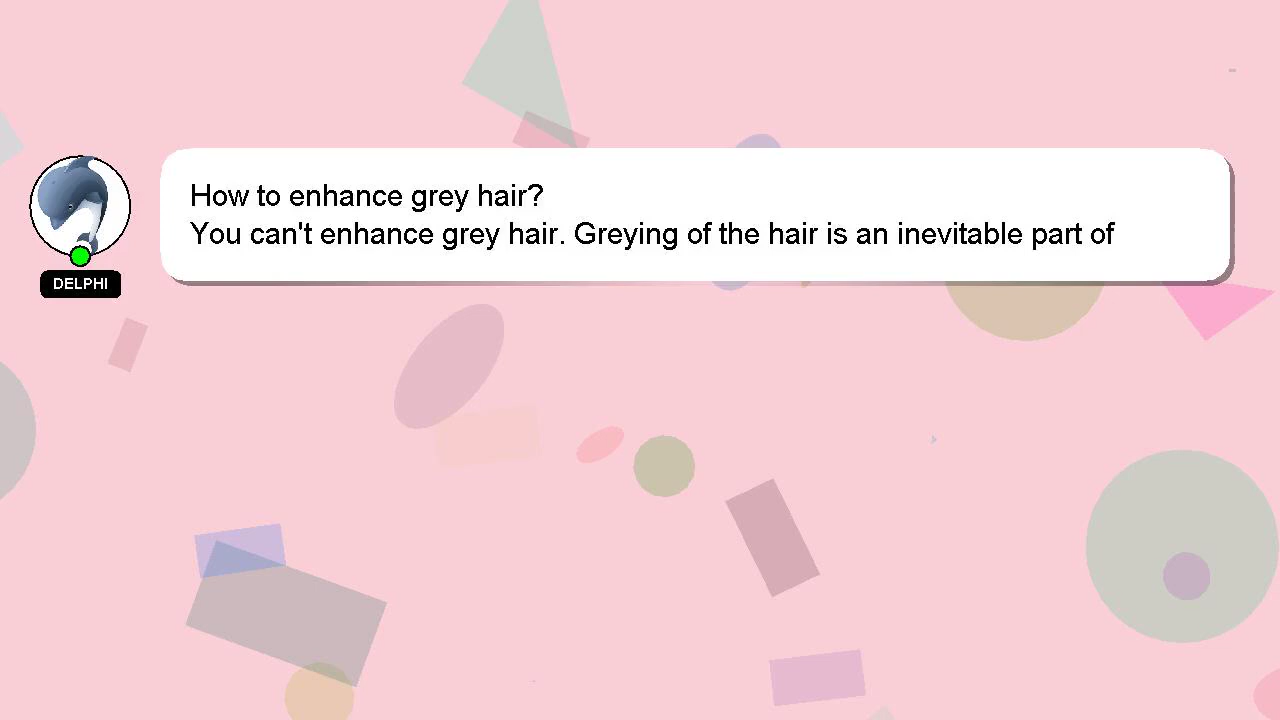 How to enhance grey hair?
You can't enhance grey hair. Greying of the hair is an inevitable part of
DELPHI